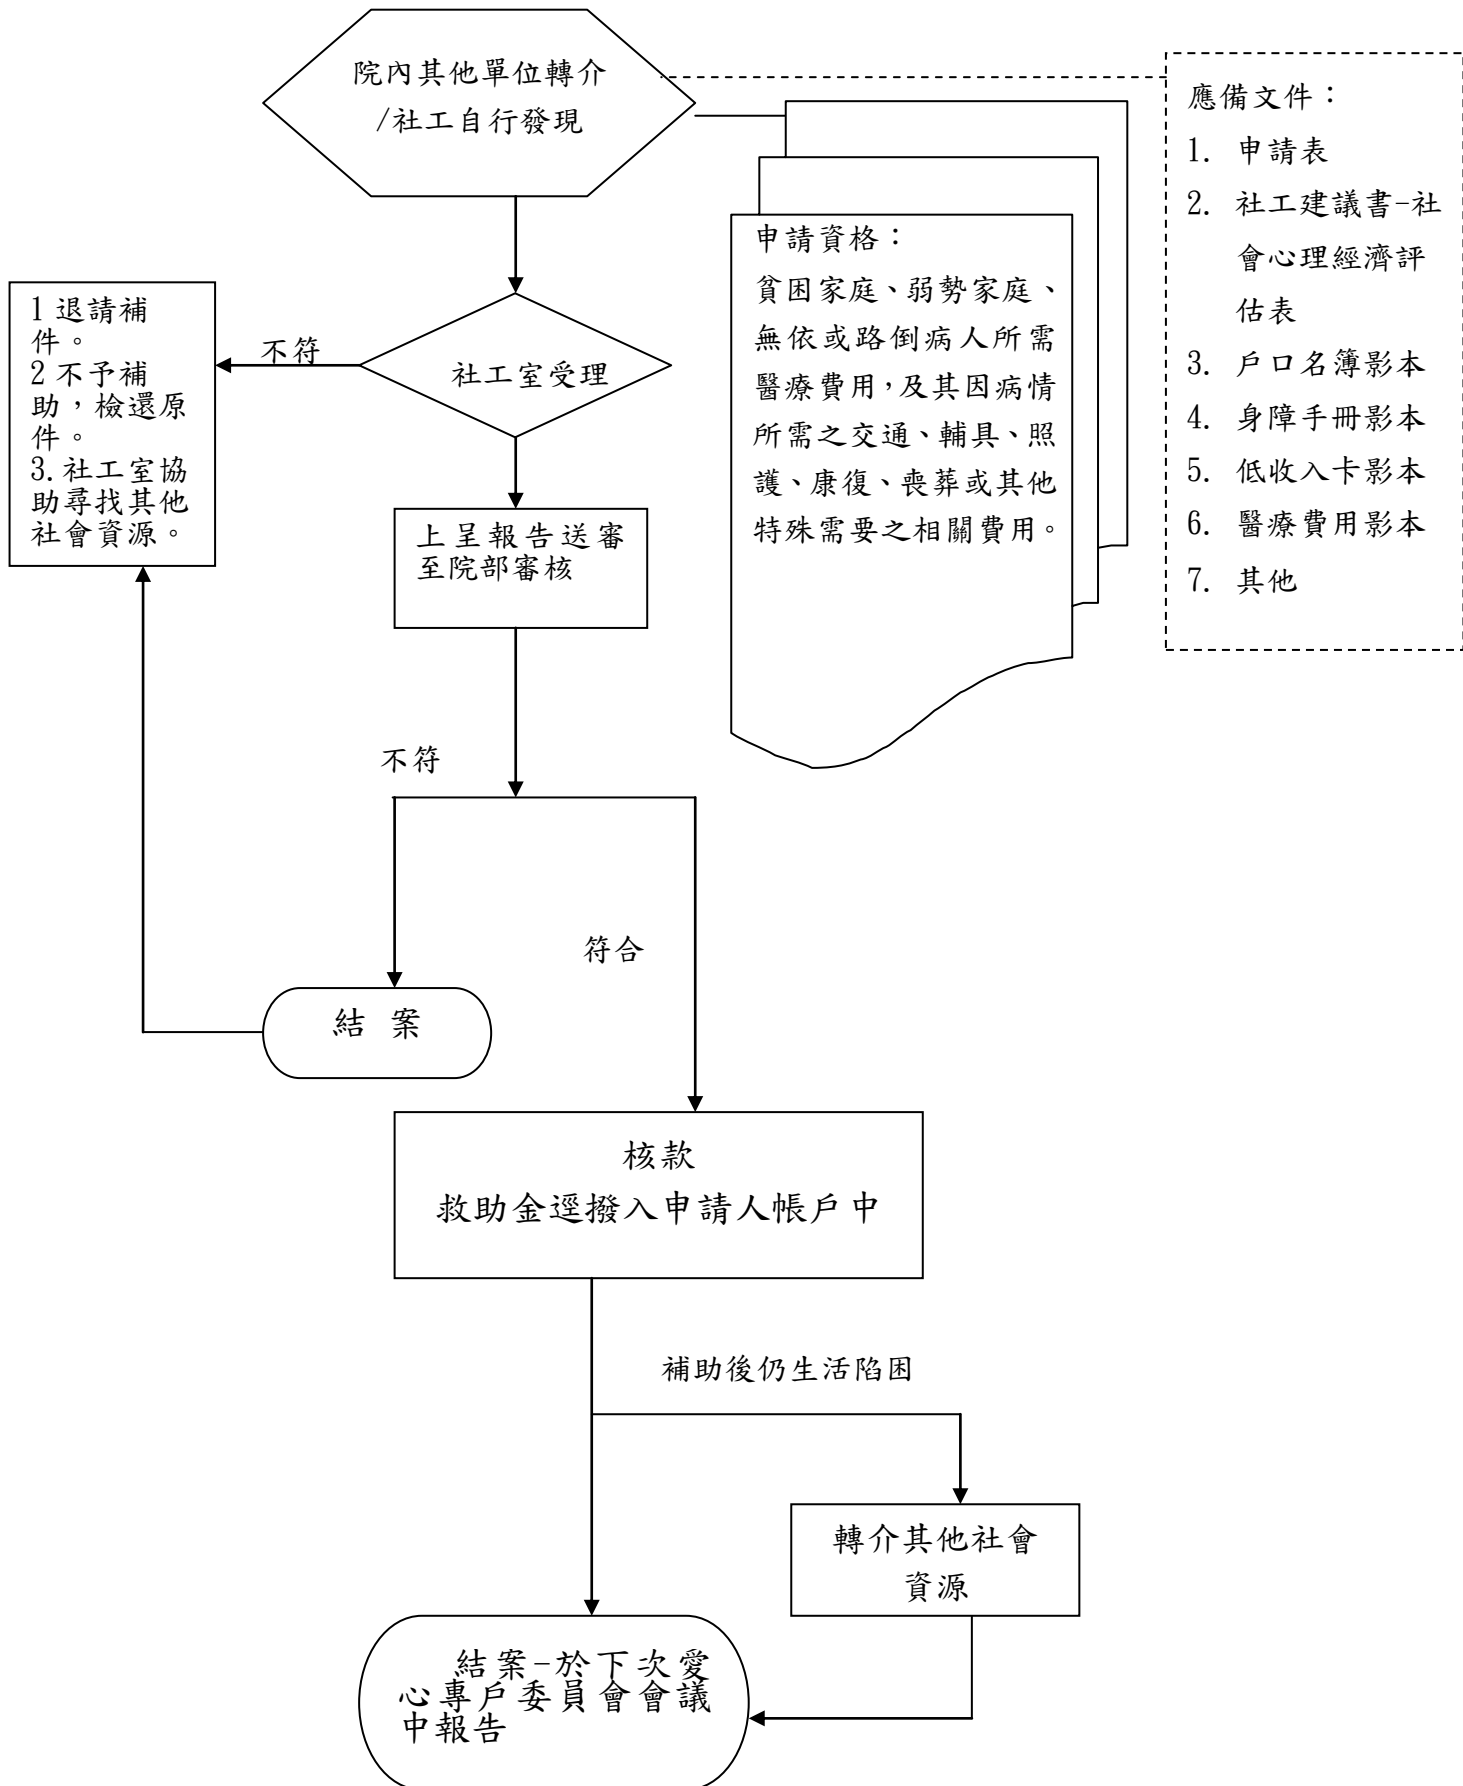 院內其他單位轉介
/社工自行發現
應備文件：
1. 申請表
2. 社工建議書-社
會心理經濟評
估表
3. 戶口名簿影本
4. 身障手冊影本
5. 低收入卡影本
6. 醫療費用影本
7. 其他
申請資格：
貧困家庭、弱勢家庭、
無依或路倒病人所需
醫療費用，及其因病情
所需之交通、輔具、照
護、康復、喪葬或其他
特殊需要之相關費用。
1 退請補
件。
2 不予補
助，檢還原
件。
3.社工室協
助尋找其他
社會資源。
不符
社工室受理
上呈報告送審
至院部審核
不符
符合
結 案
核款
救助金逕撥入申請人帳戶中
補助後仍生活陷困
轉介其他社會
資源
結案-於下次愛
心專戶委員會會議
中報告